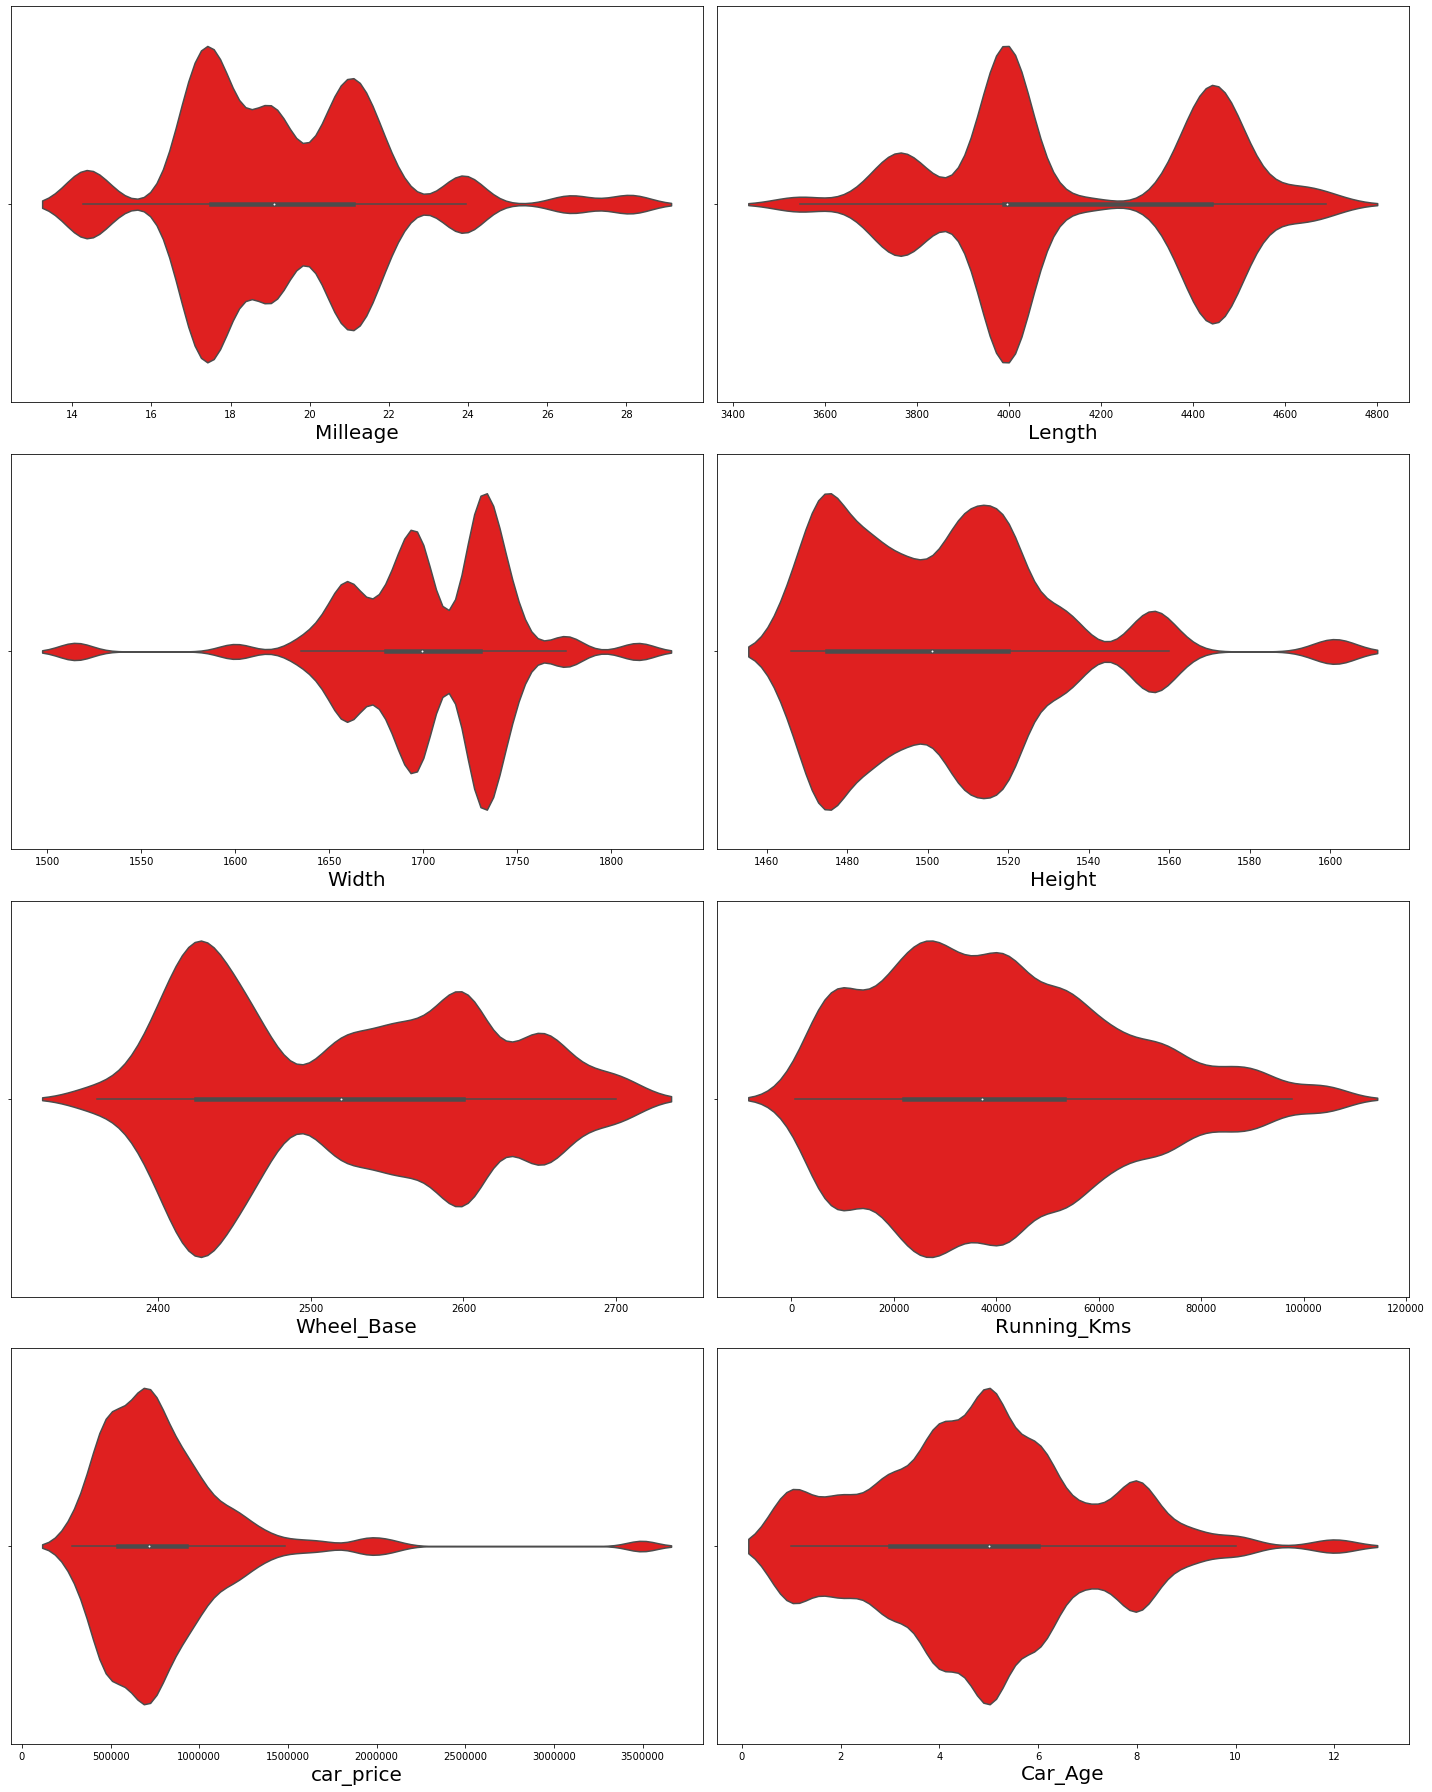 14 16 18 20 22 24 26 28
Milleage
3400 3600 3800 4000 4200 4400 4600 4800
Length
1500 1550 1600 1650 1700 1750 1800
Width
1460 1480 1500 1520 1540 1560 1580 1600
Height
2400 2500 2600 2700
Wheel_Base
0 20000 40000 60000 80000 100000 120000
Running_Kms
0 500000 1000000 1500000 2000000 2500000 3000000 3500000
car_price
0 2 4 6 8 10 12
Car_Age